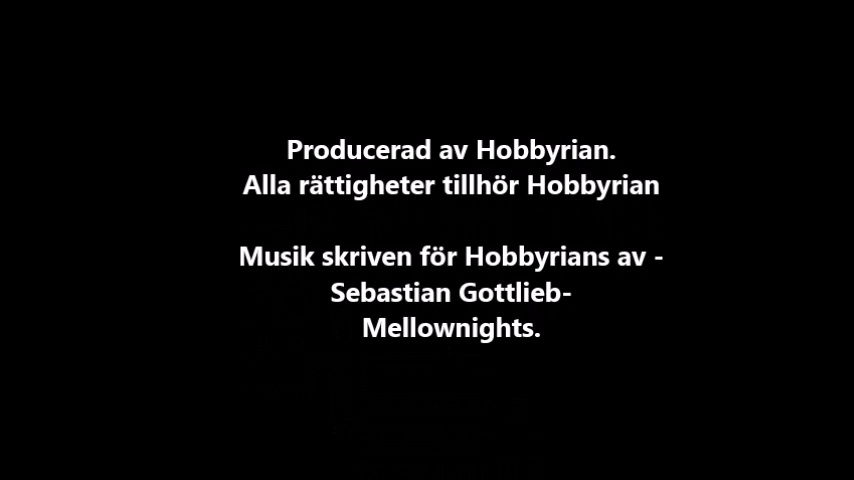 Producerad av Hobbyrian.
Alla rättigheter tillhör Hobbyrian
Musik skriven för Hobbyrians av -
Sebastian Gottlieb-
Mellownights.